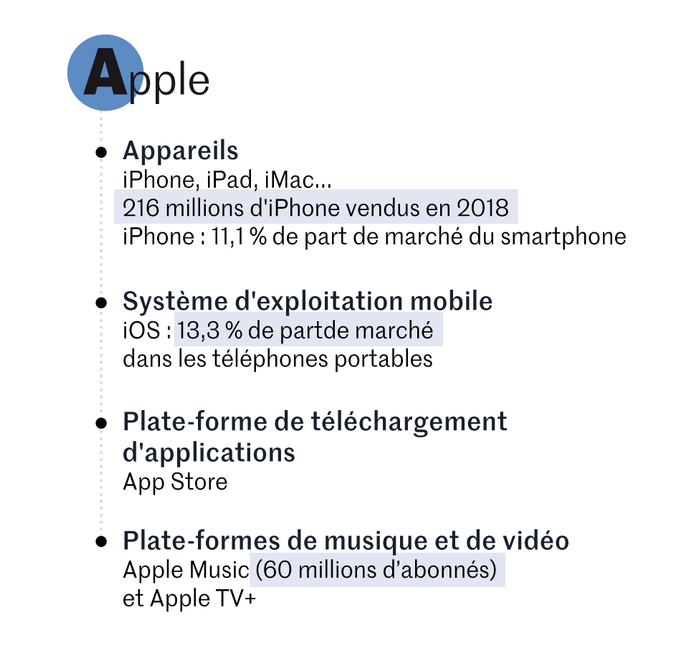 Apple
Appareils
iPhone, iPad, iMac...
216 millions d'iPhone vendus en 2018
iPhone : 11,1 % de part de marché du smartphone
Système d'exploitation mobile
iOS : 13,3 % de partde marché
dans les téléphones portables
Plate-forme de téléchargement
d'applications
App Store
Plate-formes de musique et de vidéo
Apple Music (60 millions d’abonnés)
et Apple TV+